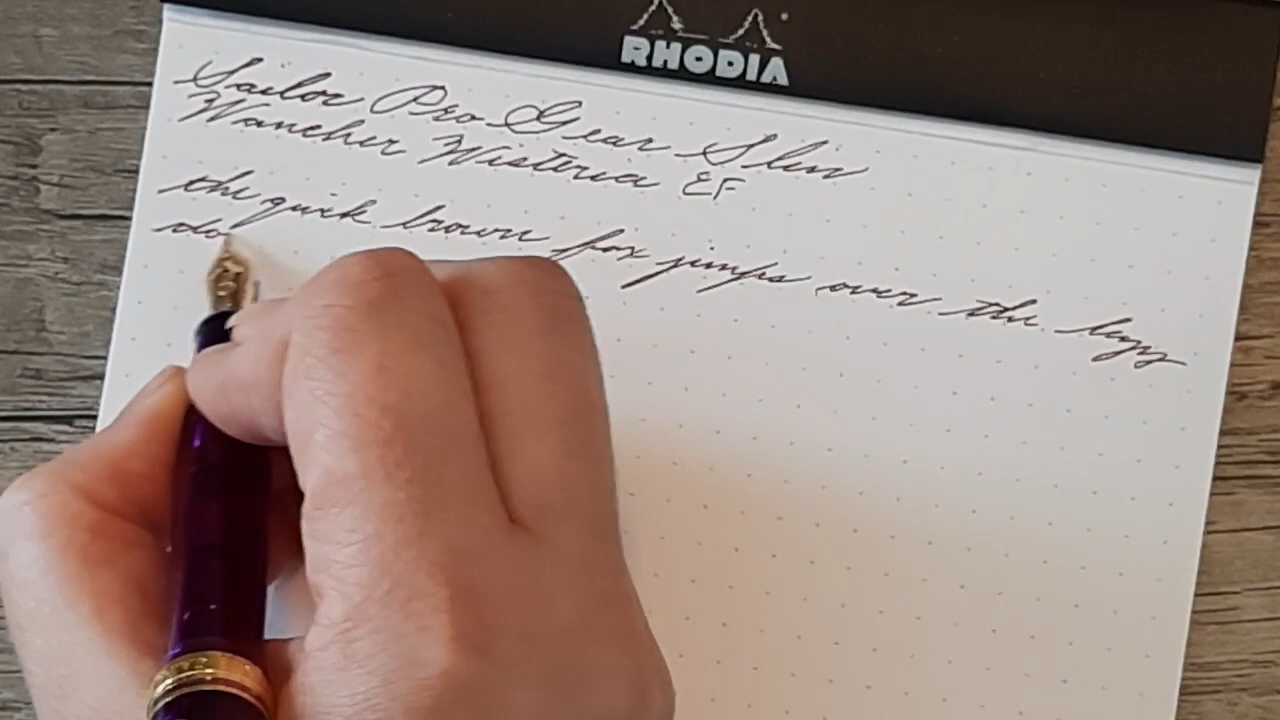 RHODIA
Sailor Pro Gear Slim
Wancher Wisteria EF
the quick brown fox jumps over the lazy
do